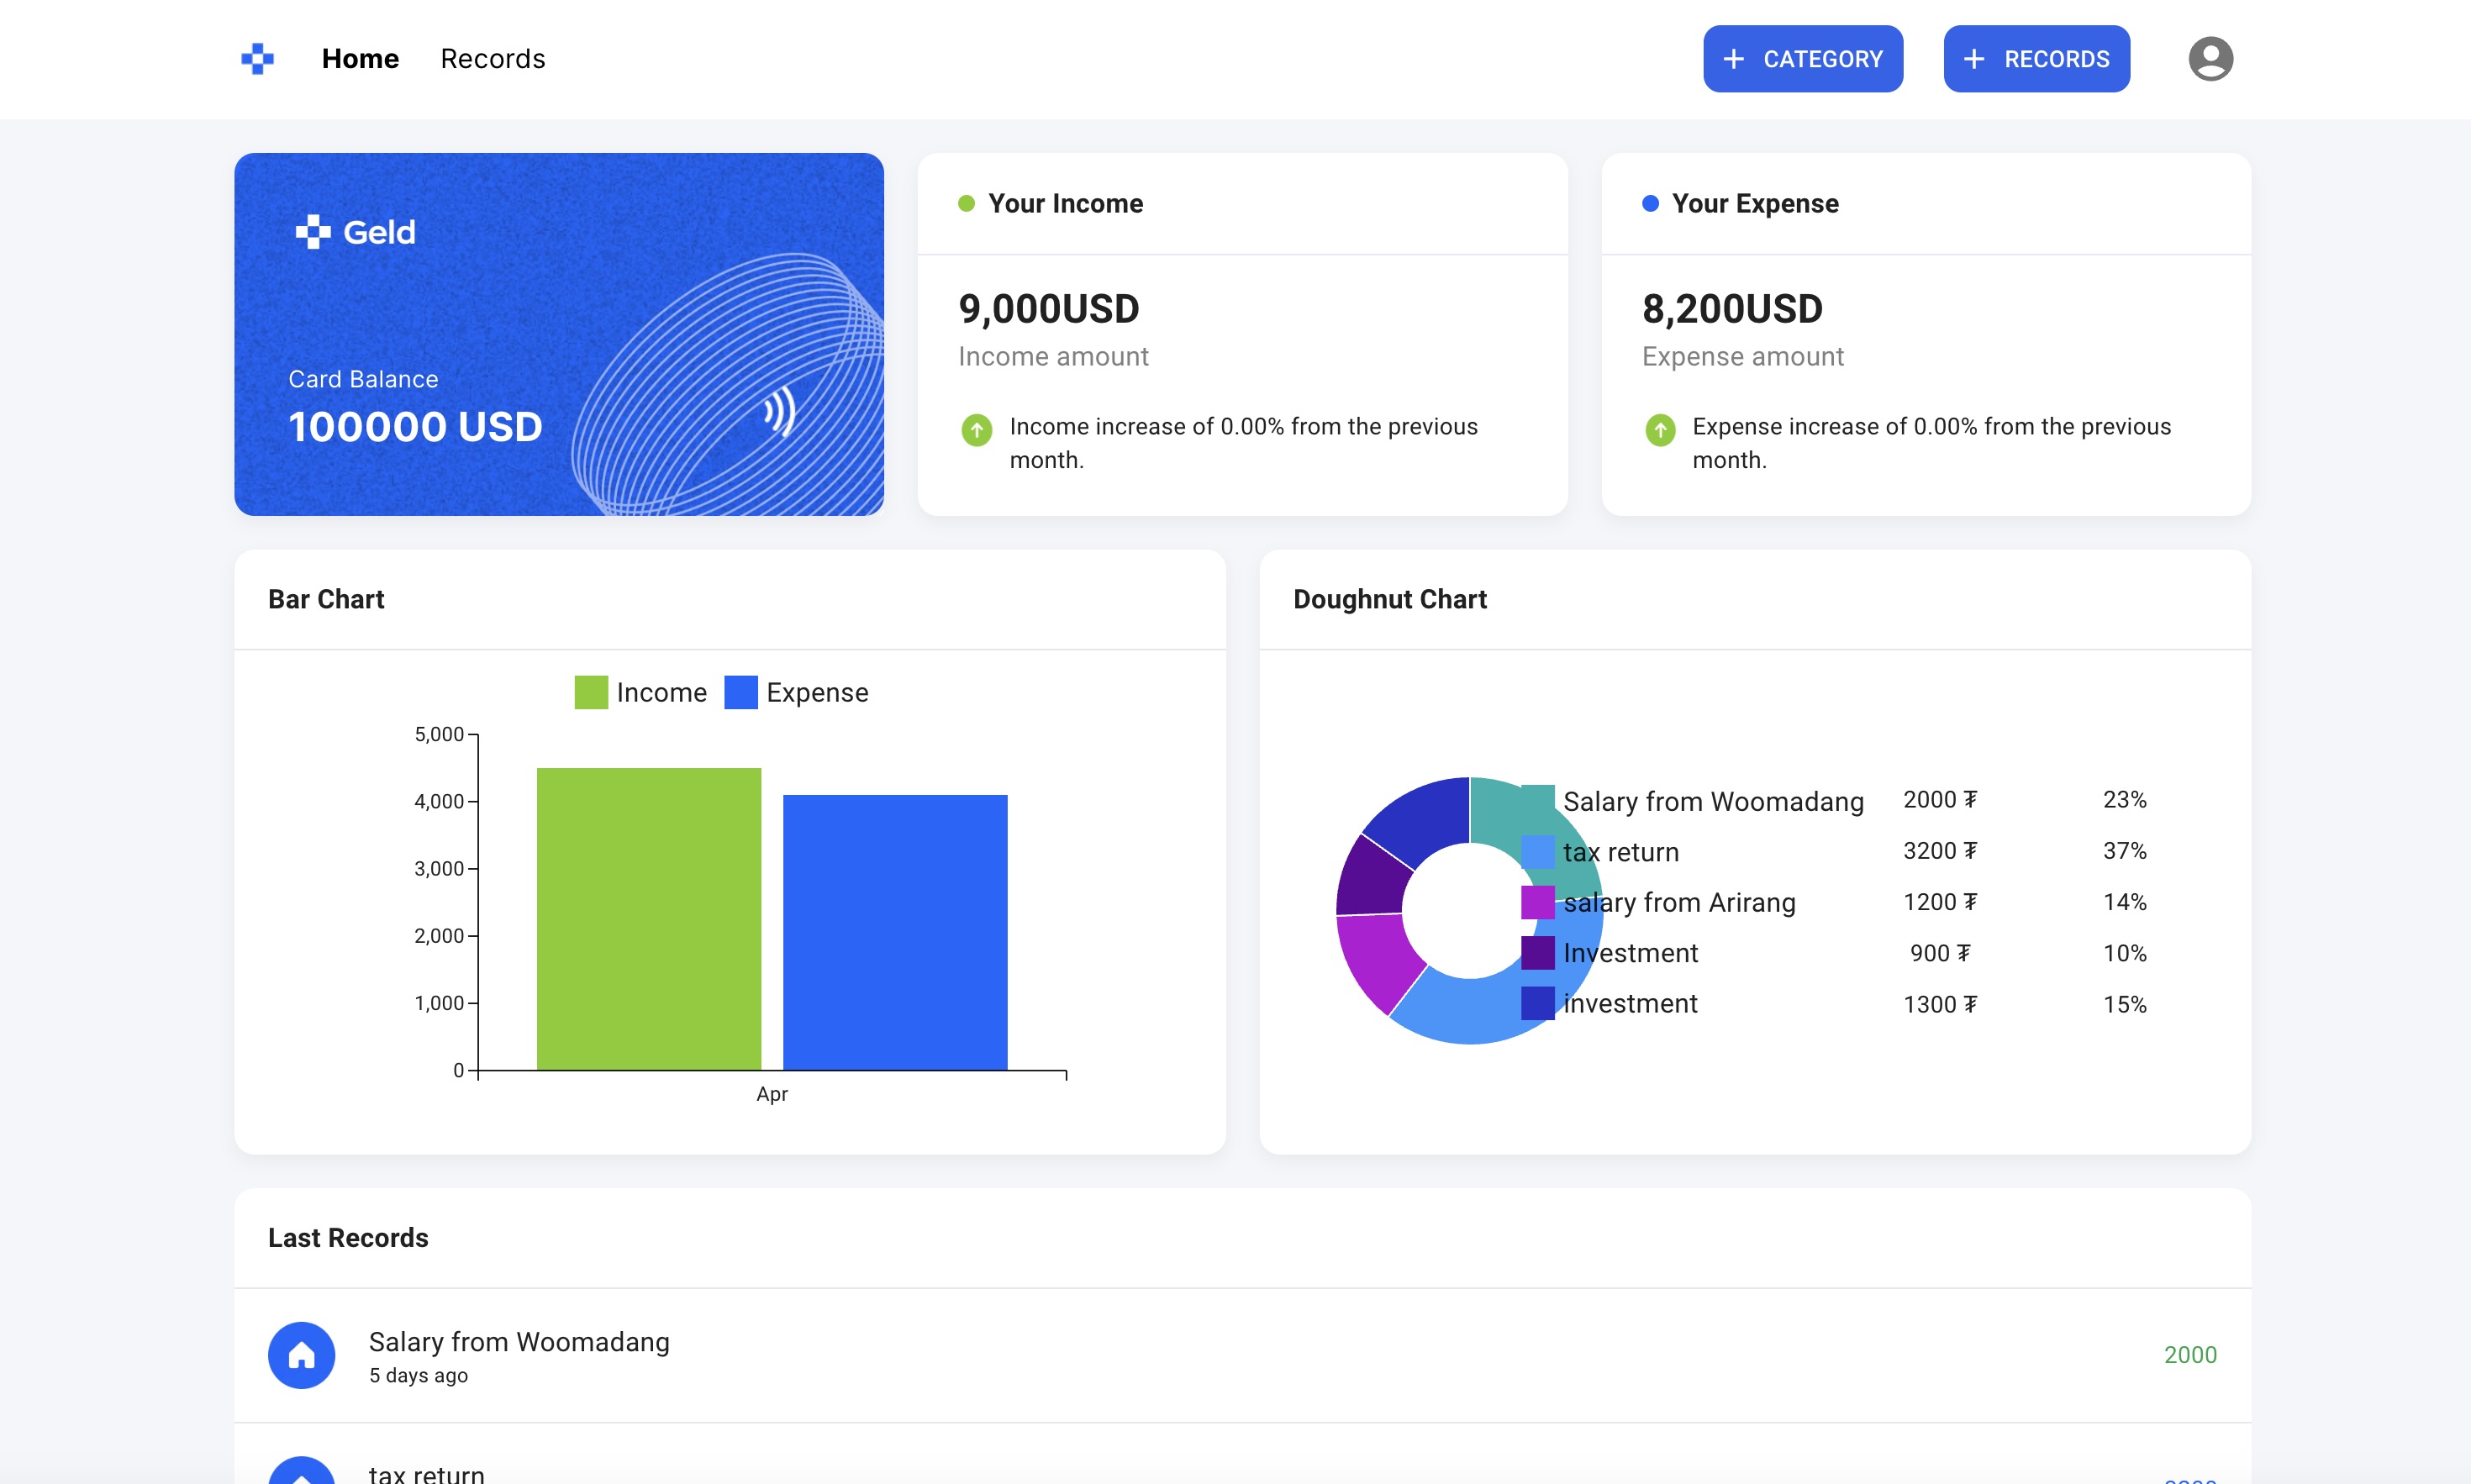 Home
Records
+ CATEGORY
+ RECORDS
Geld
Card Balance
100000 USD
Your Income
9,000USD
Income amount
Income increase of 0.00% from the previous
month.
Your Expense
8,200USD
Expense amount
Expense increase of 0.00% from the previous
month.
Bar Chart
Income
Expense
5,000
4,000
3,000
2,000
1,000
0
Apr
Doughnut Chart
Salary from Woomadang 2000 ₮ 23%
tax return 3200 ₮ 37%
salary from Arirang 1200 ₮ 14%
Investment 900 ₮ 10%
investment 1300 ₮ 15%
Last Records
Salary from Woomadang
5 days ago
2000
tax return